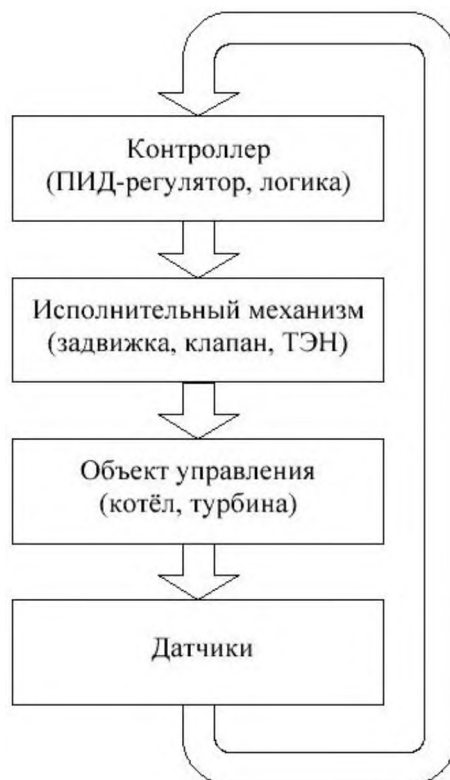 Контроллер
(ПИД-регулятор, логика)
Исполнительный механизм
(задвижка, клапан, ТЭН)
Объект управления
(котёл, турбина)
Датчики